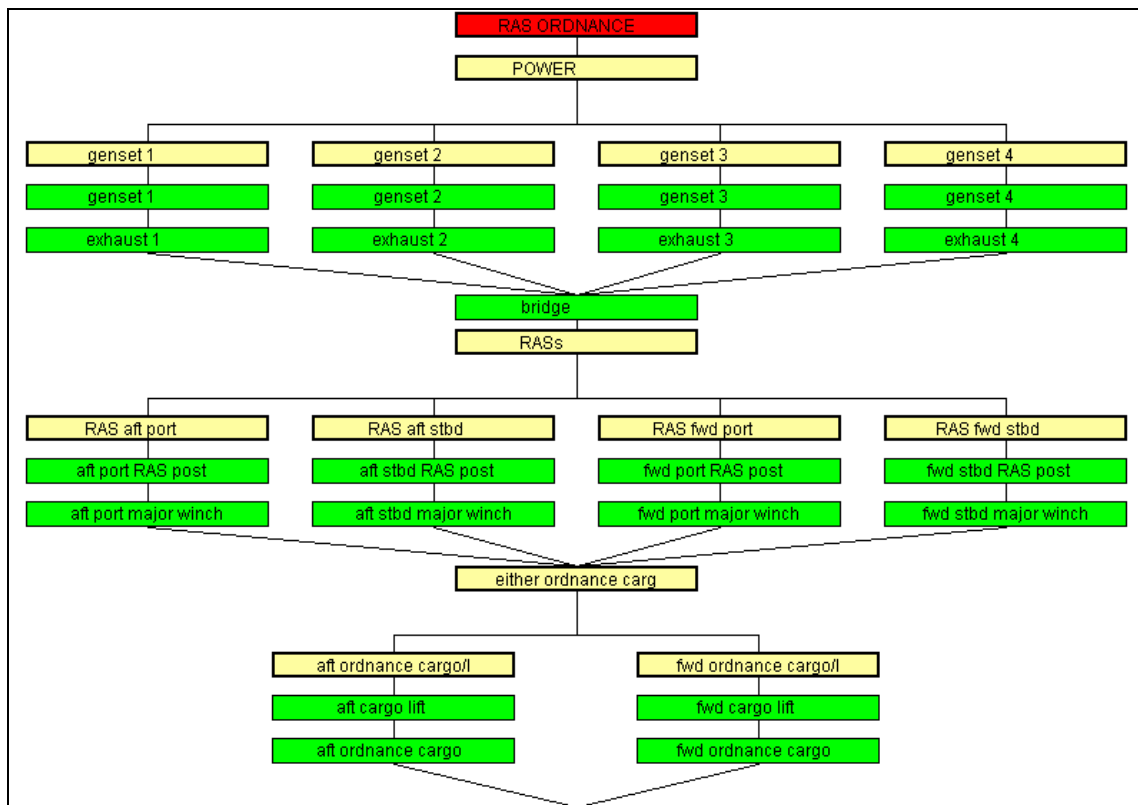 RAS ORDNANCE
POWER
genset 1 genset 2 genset 3 genset 4
genset 1 genset 2 genset 3 genset 4
exhaust 1 exhaust 2 exhaust 3 exhaust 4
bridge
RASs
RAS aft port RAS aft stbd RAS fwd port RAS fwd stbd
aft port RAS post aft stbd RAS post fwd port RAS post fwd stbd RAS post
aft port major winch aft stbd major winch fwd port major winch fwd stbd major winch
either ordnance carg
aft ordnance cargo/l fwd ordnance cargo/l
aft cargo lift fwd cargo lift
aft ordnance cargo fwd ordnance cargo